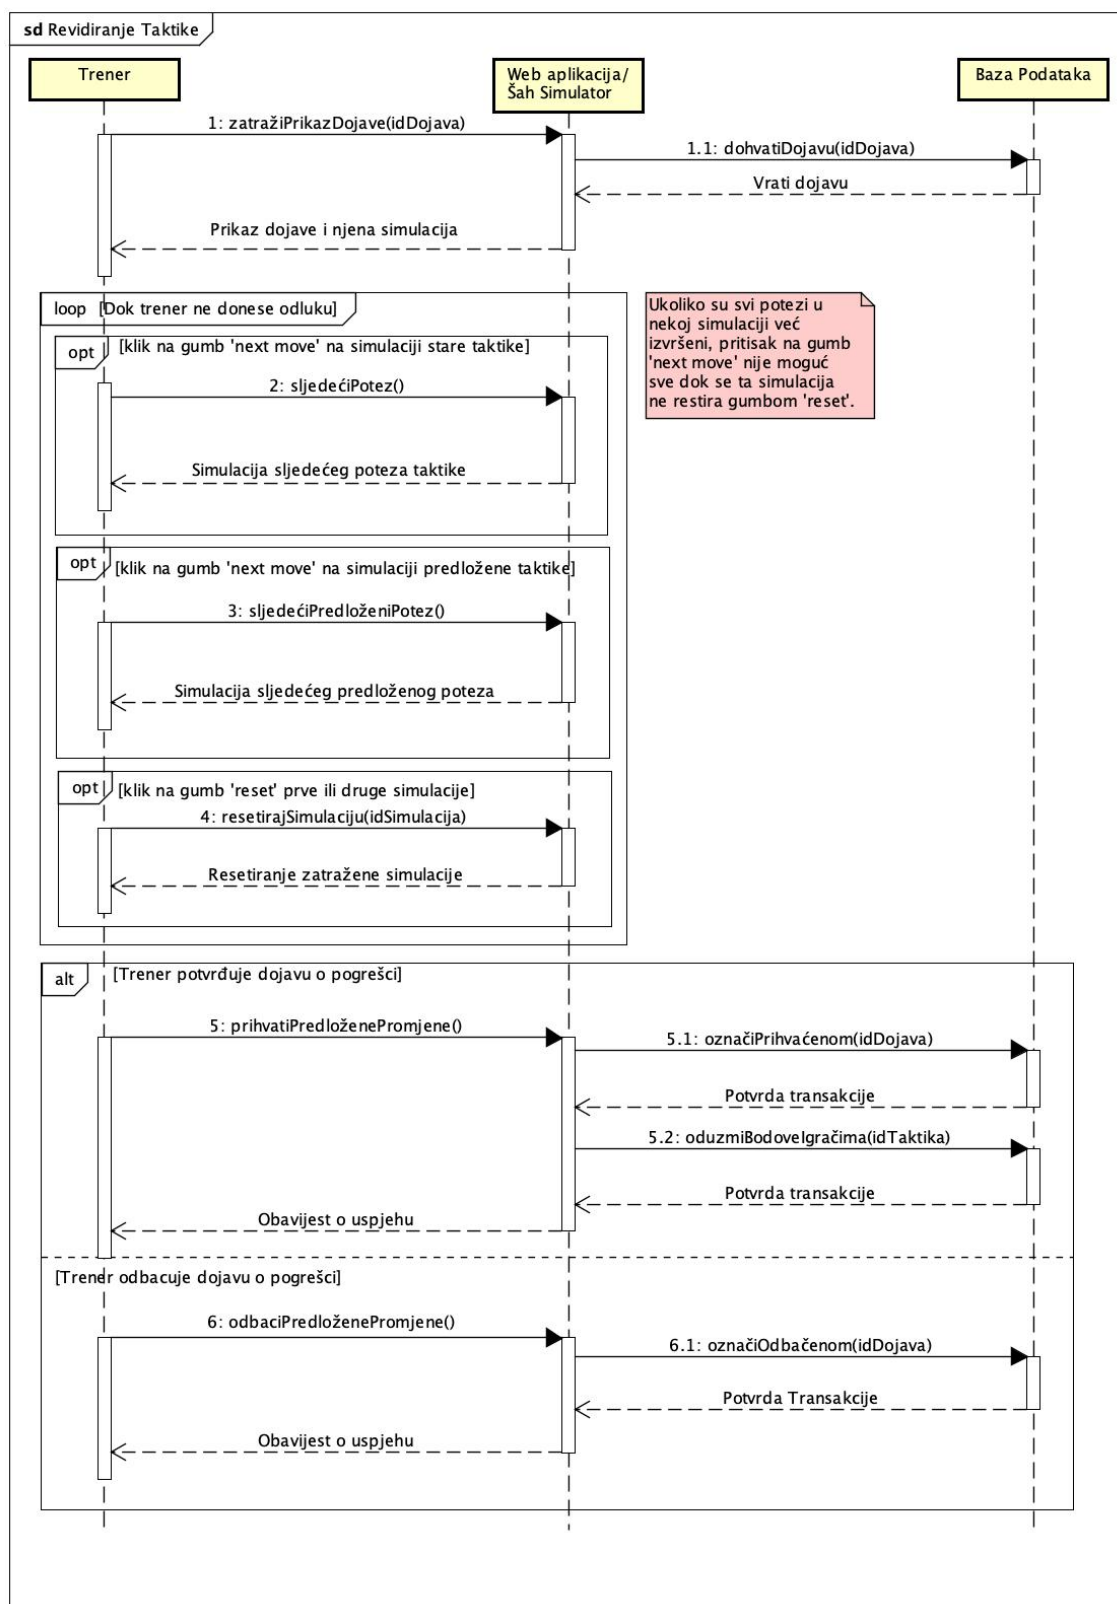 sd Revidiranje Taktike
Trener
Web aplikacija/
Šah Simulator
Baza Podataka
1: zatražiPrikazDojave(idDojava)
1.1: dohvatiDojavu(idDojava)
Vrati dojavu
Prikaz dojave i njena simulacija
loop [Dok trener ne donese odluku]
Ukoliko su svi potezi u
nekoj simulaciji već
izvršeni, pritisak na gumb
'next move' nije moguć
sve dok se ta simulacija
ne restira gumbom 'reset'.
opt [klik na gumb 'next move' na simulaciji stare taktike]
2: sljedećiPotez()
Simulacija sljedećeg poteza taktike
opt [klik na gumb 'next move' na simulaciji predložene taktike]
3: sljedećiPredloženiPotez()
Simulacija sljedećeg predloženog poteza
opt [klik na gumb 'reset' prve ili druge simulacije]
4: resetirajSimulaciju(idSimulacija)
Resetiranje zatražene simulacije
alt [Trener potvrđuje dojavu o pogrešci]
5: prihvatiPredloženePromjene()
5.1: označiPrihvaćenom(idDojava)
Potvrda transakcije
5.2: oduzmiBodoveIgračima(idTaktika)
Potvrda transakcije
Obavijest o uspjehu
[Trener odbacuje dojavu o pogrešci]
6: odbaciPredloženePromjene()
6.1: označiOdbačenom(idDojava)
Potvrda Transakcije
Obavijest o uspjehu